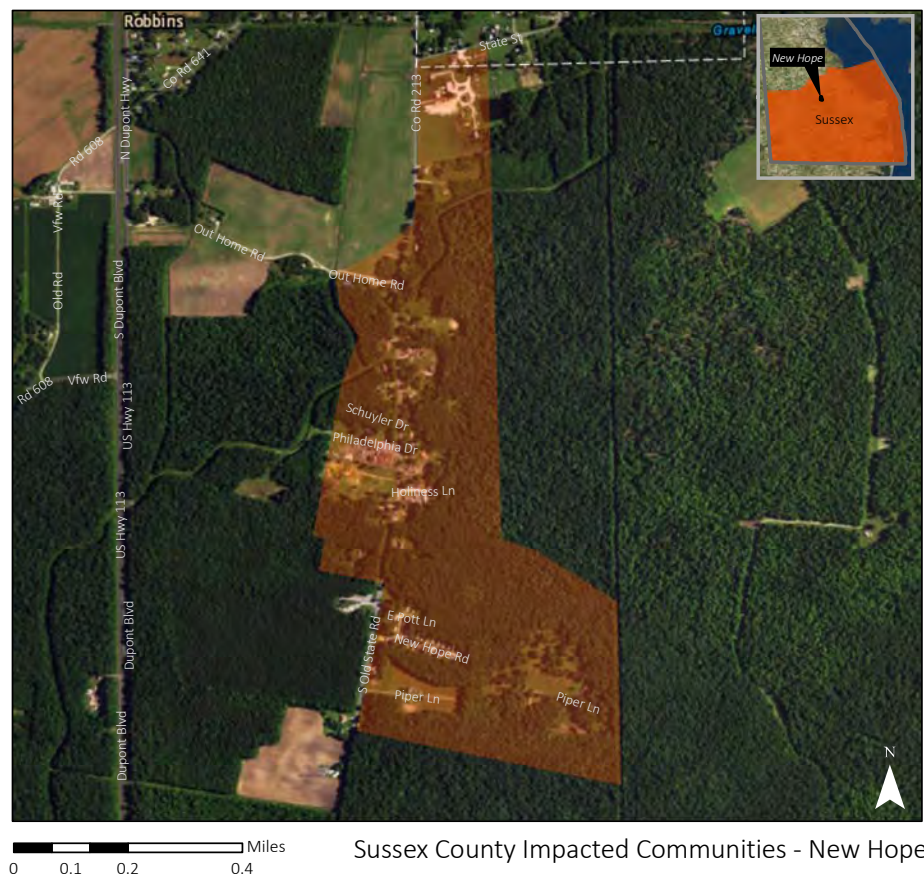 Robbins
State St
Gravel
Co Rd 641
N Dupont Hwy
Co Rd 213
New Hope
Sussex
Rd 608
Vfw Rd
Out Home Rd
Out Home Rd
Old Rd
S Dupont Blvd
Rd 608
Vfw Rd
US Hwy 113
Schuyler Dr
Philadelphia Dr
Holiness Ln
US Hwy 113
E Pott Ln
Dupont Blvd
New Hope Rd
S Old State Rd
Piper Ln
Piper Ln
Dupont Blvd
N
Miles
0 0.1 0.2 0.4
Sussex County Impacted Communities - New Hope